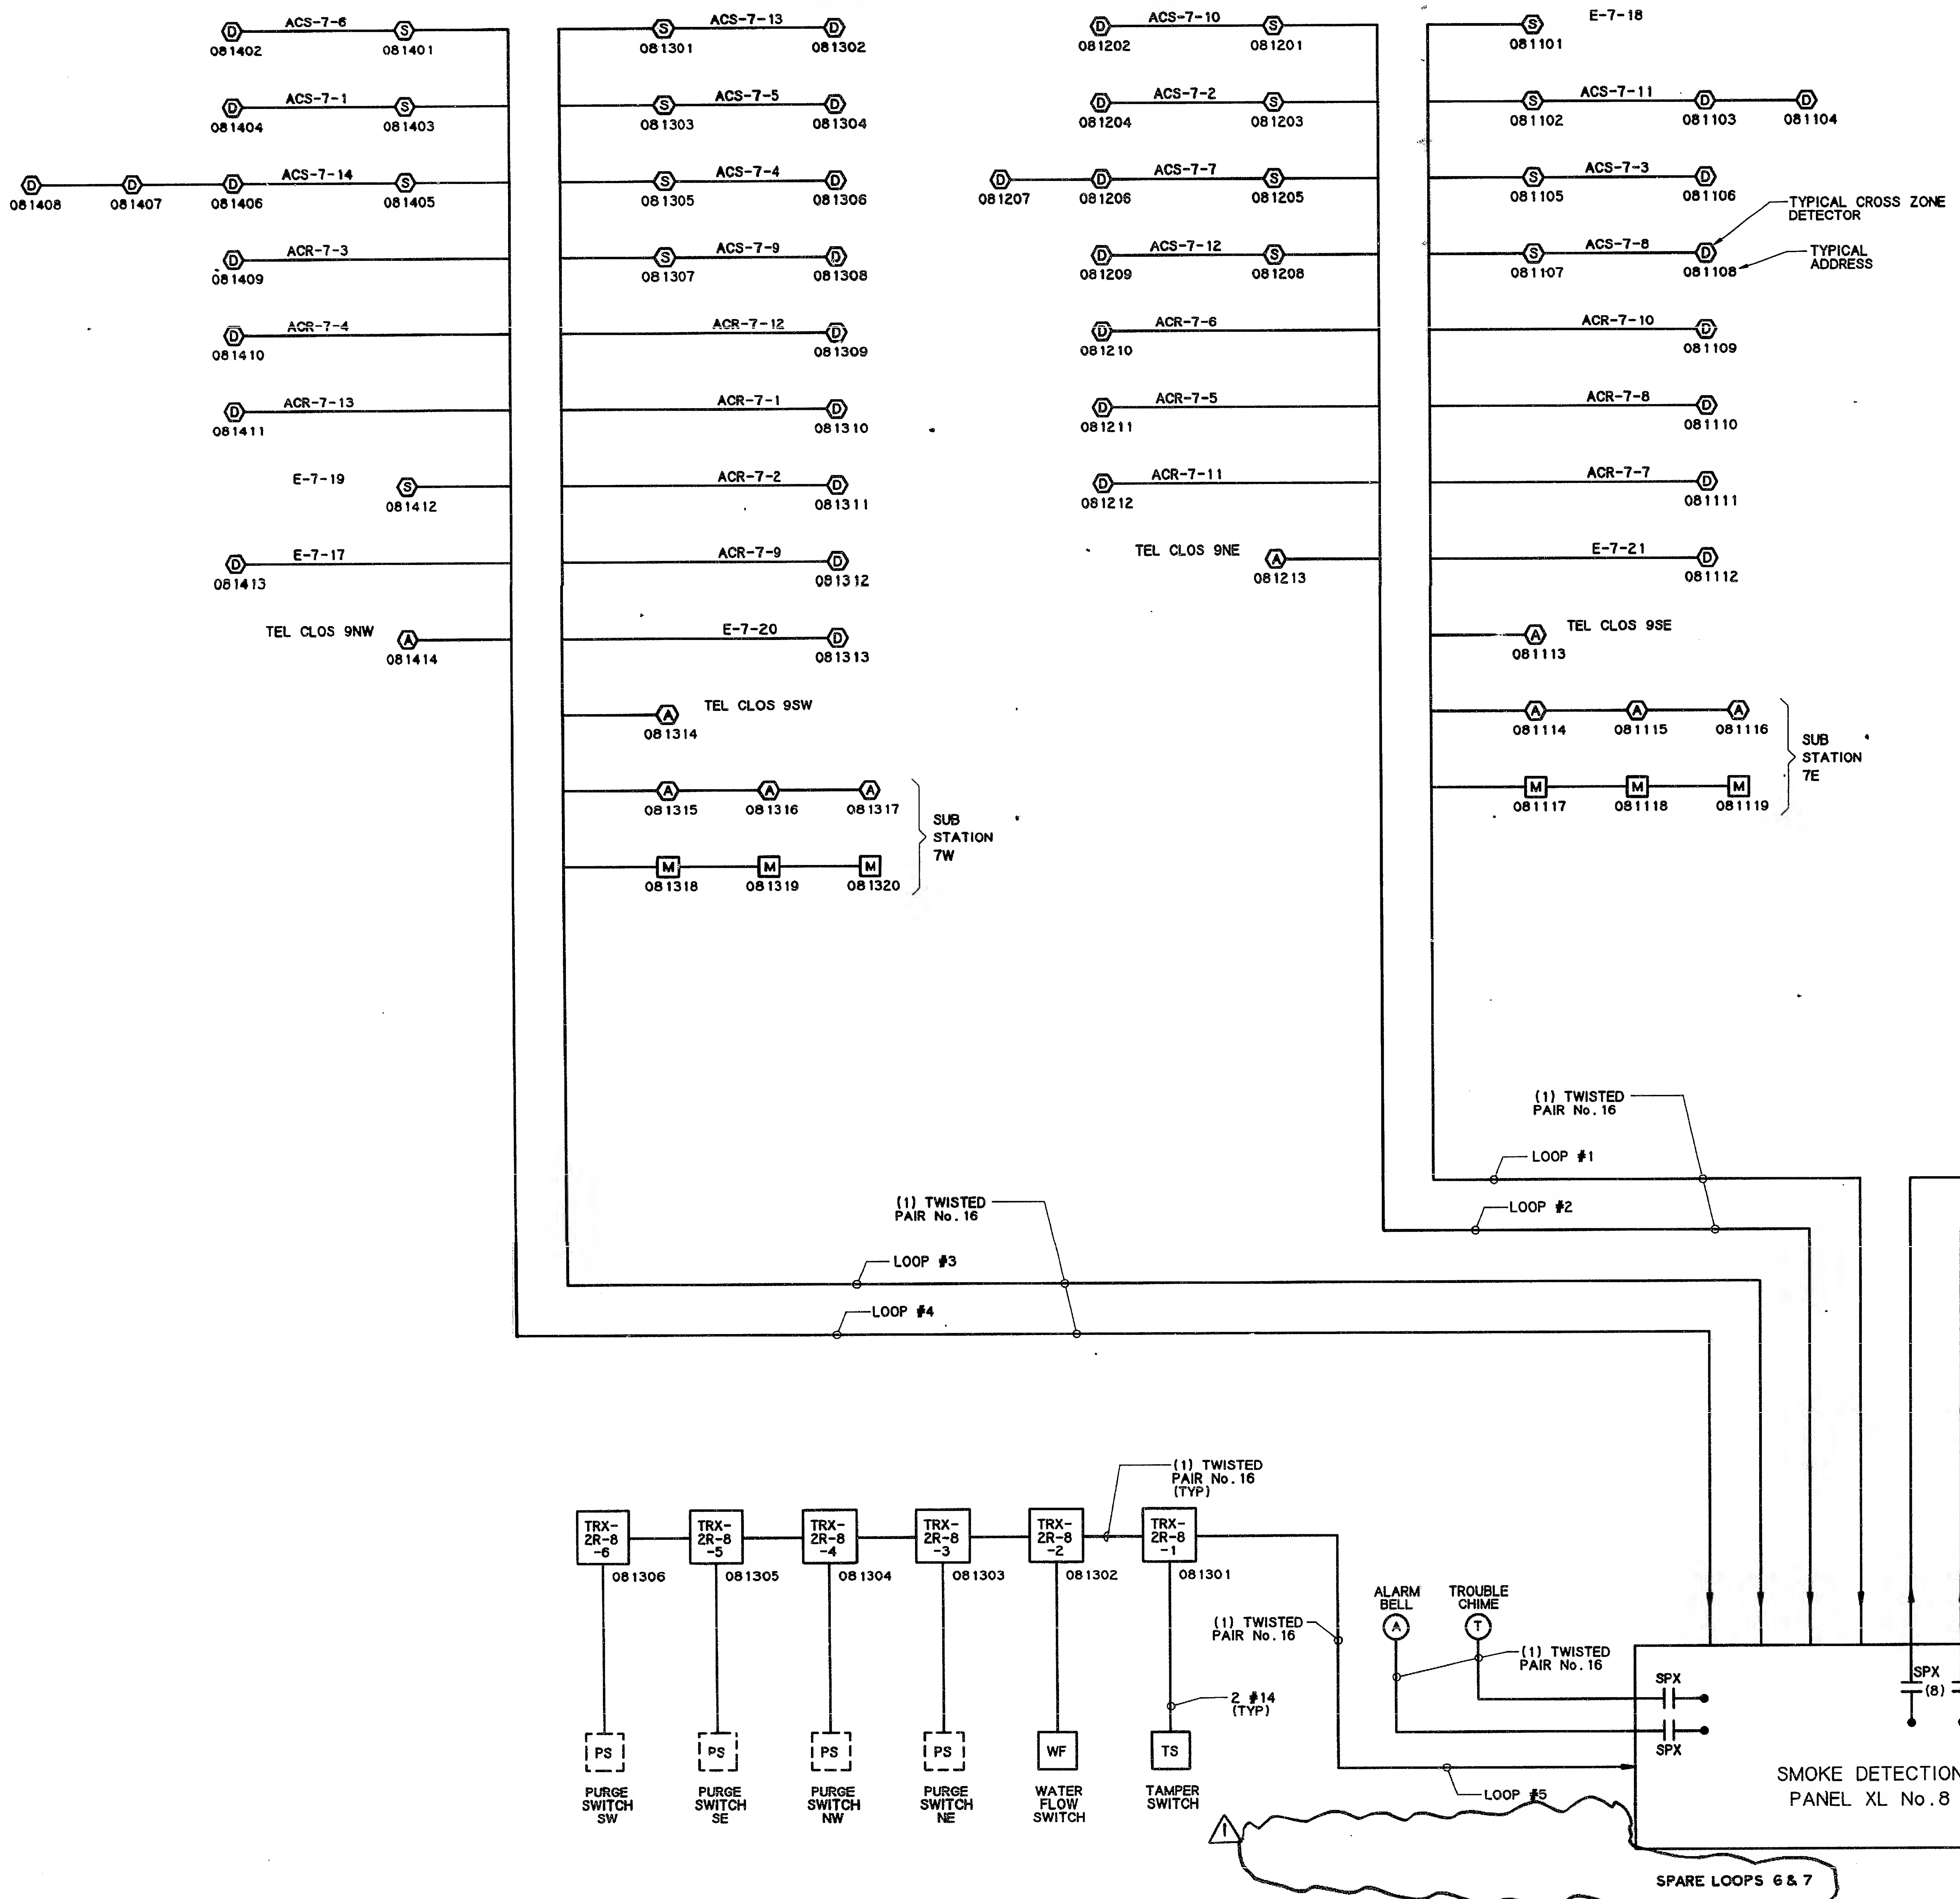 ACS-7-6
D S
081402 081401
ACS-7-1
D S
081404 081403
ACS-7-14
D D D S
081408 081407 081406 081405
ACR-7-3
D
081409
ACR-7-4
D
081410
ACR-7-13
D
081411
E-7-19
S
081412
E-7-17
D
081413
TEL CLOS 9NW
A
081414
ACS-7-13
S D
081301 081302
ACS-7-5
S D
081303 081304
ACS-7-4
S D
081305 081306
ACS-7-9
S D
081307 081308
ACR-7-12
D
081309
ACR-7-1
D
081310
ACR-7-2
D
081311
ACR-7-9
D
081312
E-7-20
D
081313
TEL CLOS 9SW
A
081314
A A A
081315 081316 081317
M M M
081318 081319 081320
SUB
STATION
7W
ACS-7-10
D S
081202 081201
ACS-7-2
D S
081204 081203
ACS-7-7
D D S
081207 081206 081205
ACS-7-12
D S
081209 081208
ACR-7-6
D
081210
ACR-7-5
D
081211
ACR-7-11
D
081212
TEL CLOS 9NE
A
081213
E-7-18
S
081101
ACS-7-11
S D D
081102 081103 081104
ACS-7-3
S D
081105 081106
TYPICAL CROSS ZONE
DETECTOR
ACS-7-8
S D
081107 081108
TYPICAL
ADDRESS
ACR-7-10
D
081109
ACR-7-8
D
081110
ACR-7-7
D
081111
E-7-21
D
081112
TEL CLOS 9SE
A
081113
A A A
081114 081115 081116
M M M
081117 081118 081119
SUB
STATION
7E
(1) TWISTED
PAIR No.16
LOOP #1
LOOP #2
(1) TWISTED
PAIR No.16
LOOP #3
LOOP #4
(1) TWISTED
PAIR No.16
(TYP)
TRX-
2R-8
-6
081306
TRX-
2R-8
-5
081305
TRX-
2R-8
-4
081304
TRX-
2R-8
-3
081303
TRX-
2R-8
-2
081302
TRX-
2R-8
-1
081301
PS
PURGE
SWITCH
SW
PS
PURGE
SWITCH
SE
PS
PURGE
SWITCH
NW
PS
PURGE
SWITCH
NE
WF
WATER
FLOW
SWITCH
TS
TAMPER
SWITCH
2 #14
(TYP)
(1) TWISTED
PAIR No.16
ALARM
BELL
A
TROUBLE
CHIME
T
(1) TWISTED
PAIR No.16
SPX
SPX
SPX
(8)
LOOP #5
SMOKE DETECTION
PANEL XL No.8
1
SPARE LOOPS 6 & 7